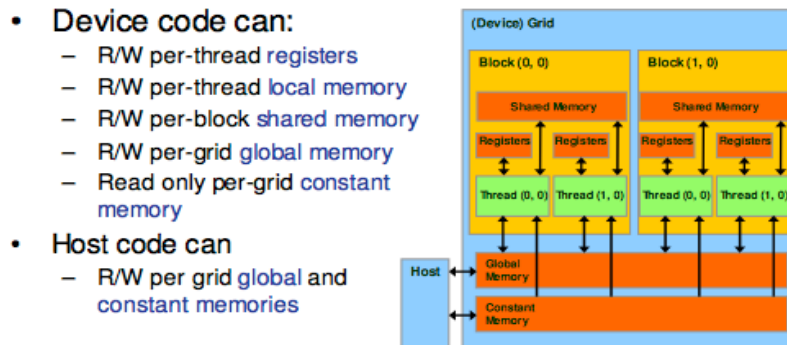 • Device code can:
– R/W per-thread registers
– R/W per-thread local memory
– R/W per-block shared memory
– R/W per-grid global memory
– Read only per-grid constant
memory
• Host code can
– R/W per grid global and
constant memories
(Device) Grid
Block (0, 0)
Shared Memory
Registers
Registers
Thread (0, 0)
Thread (1, 0)
Block (1, 0)
Shared Memory
Registers
Registers
Thread (0, 0)
Thread (1, 0)
Host
Global
Memory
Constant
Memory